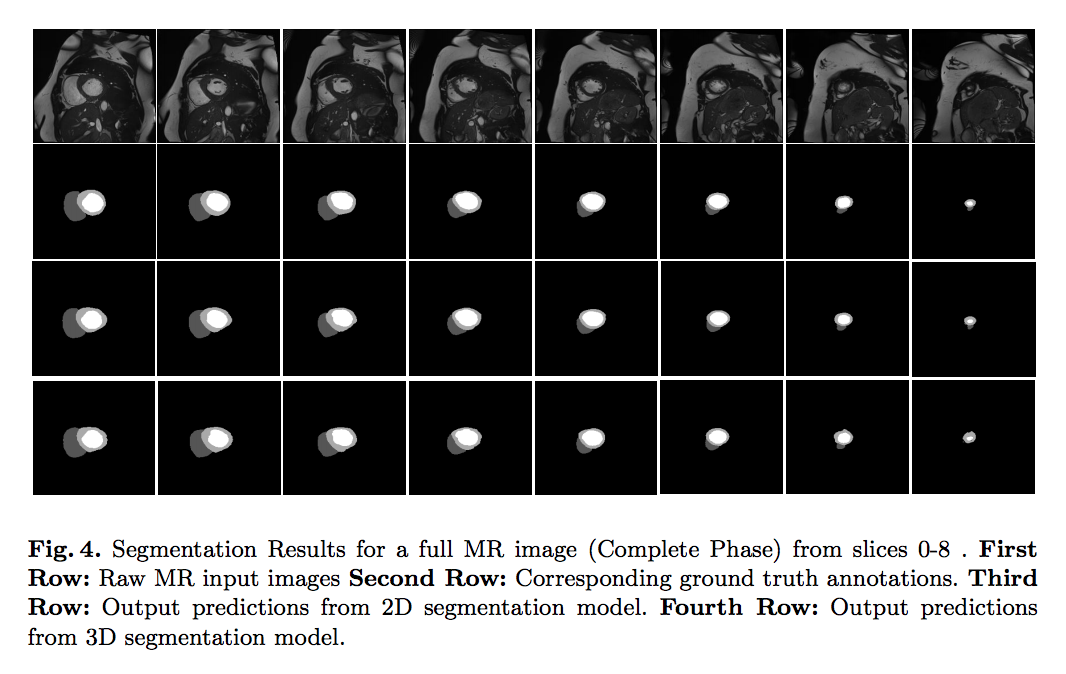 Fig. 4. Segmentation Results for a full MR image (Complete Phase) from slices 0-8 . First
Row: Raw MR input images Second Row: Corresponding ground truth annotations. Third
Row: Output predictions from 2D segmentation model. Fourth Row: Output predictions
from 3D segmentation model.